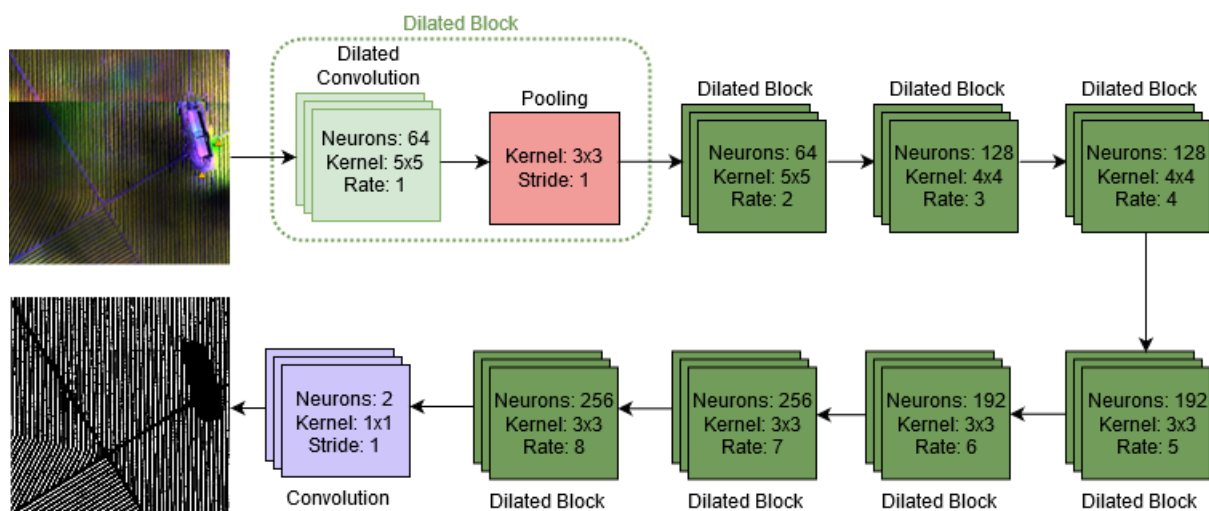 Dilated Block
Dilated
Convolution
Neurons: 64
Kernel: 5x5
Rate: 1
Pooling
Kernel: 3x3
Stride: 1
Dilated Block
Neurons: 64
Kernel: 5x5
Rate: 2
Dilated Block
Neurons: 128
Kernel: 4x4
Rate: 3
Dilated Block
Neurons: 128
Kernel: 4x4
Rate: 4
Neurons: 192
Kernel: 3x3
Rate: 5
Dilated Block
Neurons: 192
Kernel: 3x3
Rate: 6
Dilated Block
Neurons: 256
Kernel: 3x3
Rate: 7
Dilated Block
Neurons: 256
Kernel: 3x3
Rate: 8
Dilated Block
Neurons: 2
Kernel: 1x1
Stride: 1
Convolution